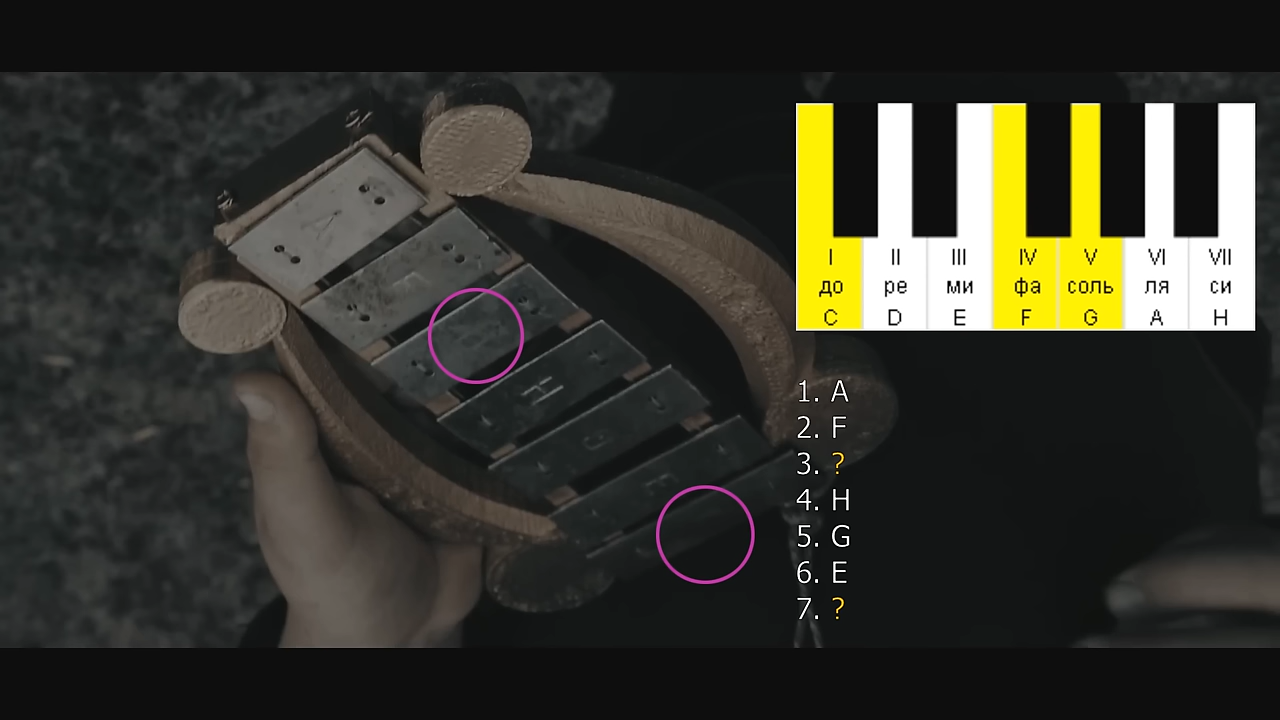 I II III IV V VI VII
до ре ми фа соль ля си
C D E F G A H
1. A
2. F
3. ?
4. H
5. G
6. E
7. ?
A
F
H
G
E